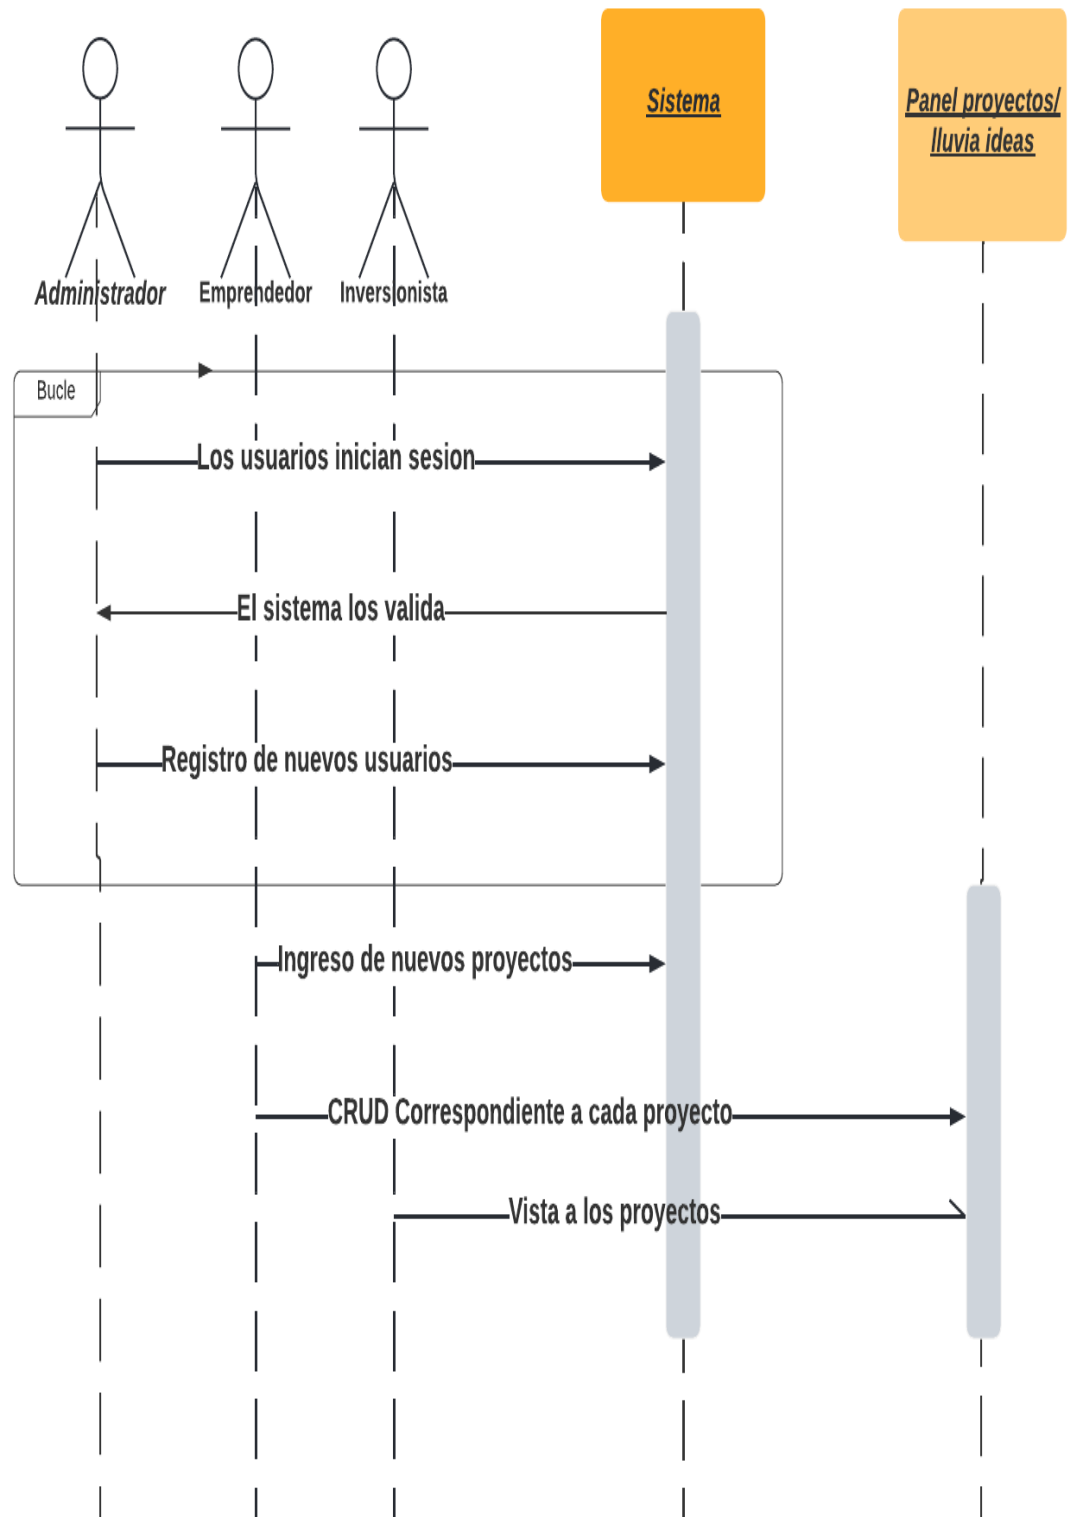 Sistema
Panel proyectos/
lluvia ideas
Administrador
Emprendedor
Inversionista
Bucle
Los usuarios inician sesion
El sistema los valida
Registro de nuevos usuarios
Ingreso de nuevos proyectos
CRUD Correspondiente a cada proyecto
Vista a los proyectos